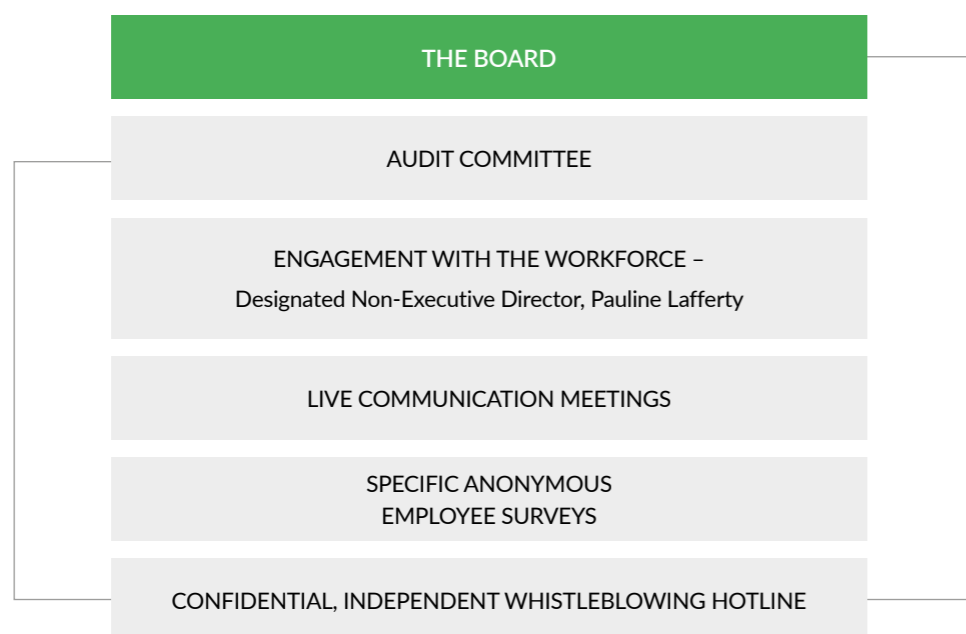 THE BOARD
AUDIT COMMITTEE
ENGAGEMENT WITH THE WORKFORCE –
Designated Non-Executive Director, Pauline Lafferty
LIVE COMMUNICATION MEETINGS
SPECIFIC ANONYMOUS
EMPLOYEE SURVEYS
CONFIDENTIAL, INDEPENDENT WHISTLEBLOWING HOTLINE